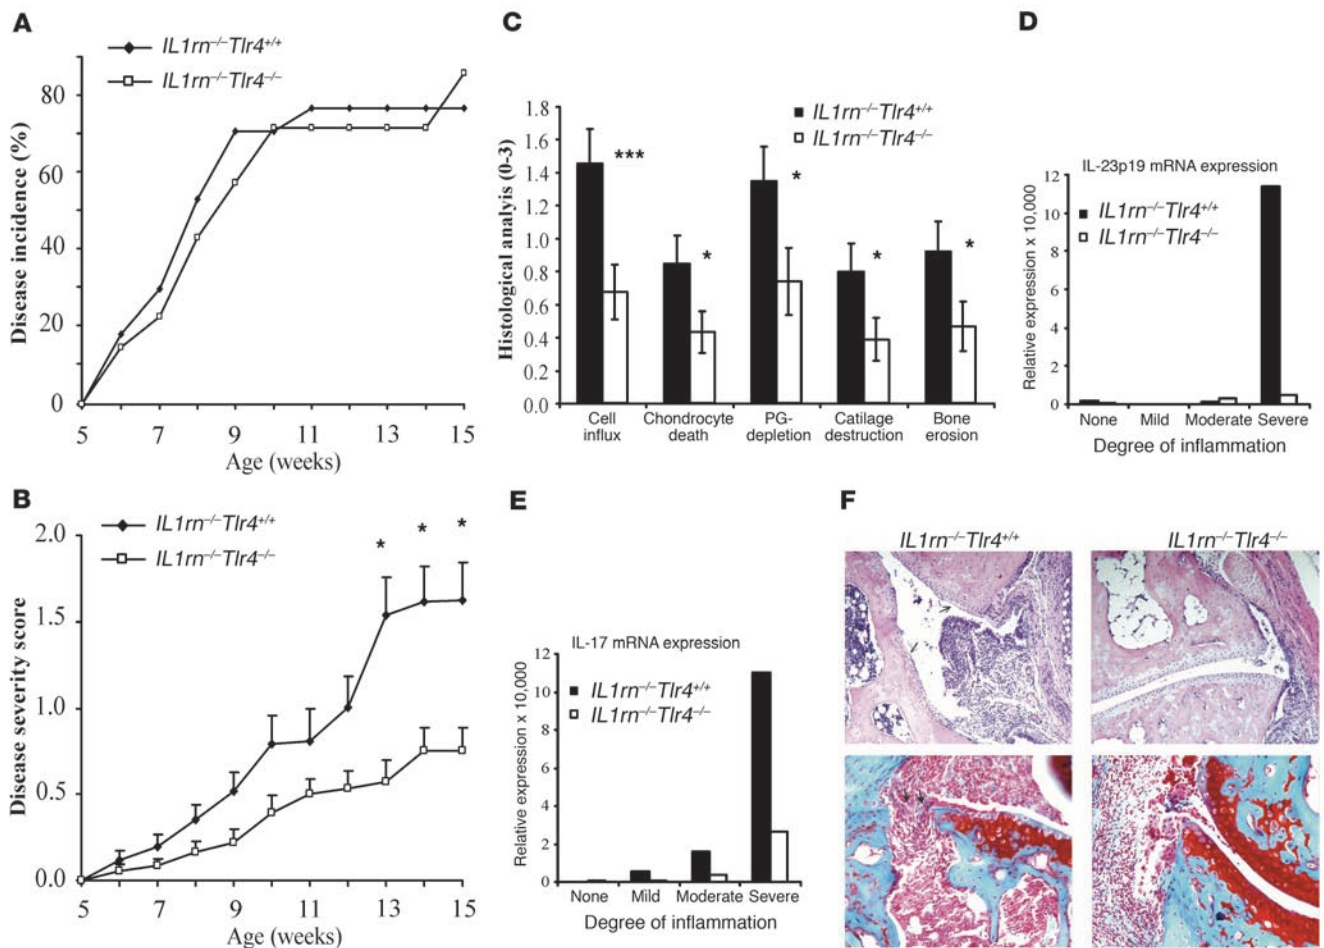 A
IL1rn–/–Tlr4+/+
IL1rn–/–Tlr4–/–
Disease incidence (%)
80
60
40
20
0
5 7 9 11 13 15
Age (weeks)
B
IL1rn–/–Tlr4+/+
IL1rn–/–Tlr4–/–
Disease severity score
2.0
1.5
1.0
0.5
0.0
* * *
5 7 9 11 13 15
Age (weeks)
C
IL1rn–/–Tlr4+/+
IL1rn–/–Tlr4–/–
Histological analyis (0-3)
1.8
1.6
1.4
1.2
1.0
0.8
0.6
0.4
0.2
0.0
*** * * * *
Cell influx
Chondrocyte death
PG-depletion
Catilage destruction
Bone erosion
D
IL-23p19 mRNA expression
IL1rn–/–Tlr4+/+
IL1rn–/–Tlr4–/–
Relative expression x 10,000
12
10
8
6
4
2
0
None Mild Moderate Severe
Degree of inflammation
E
IL-17 mRNA expression
IL1rn–/–Tlr4+/+
IL1rn–/–Tlr4–/–
Relative expression x 10,000
12
10
8
6
4
2
0
None Mild Moderate Severe
Degree of inflammation
F
IL1rn–/–Tlr4+/+ IL1rn–/–Tlr4–/–